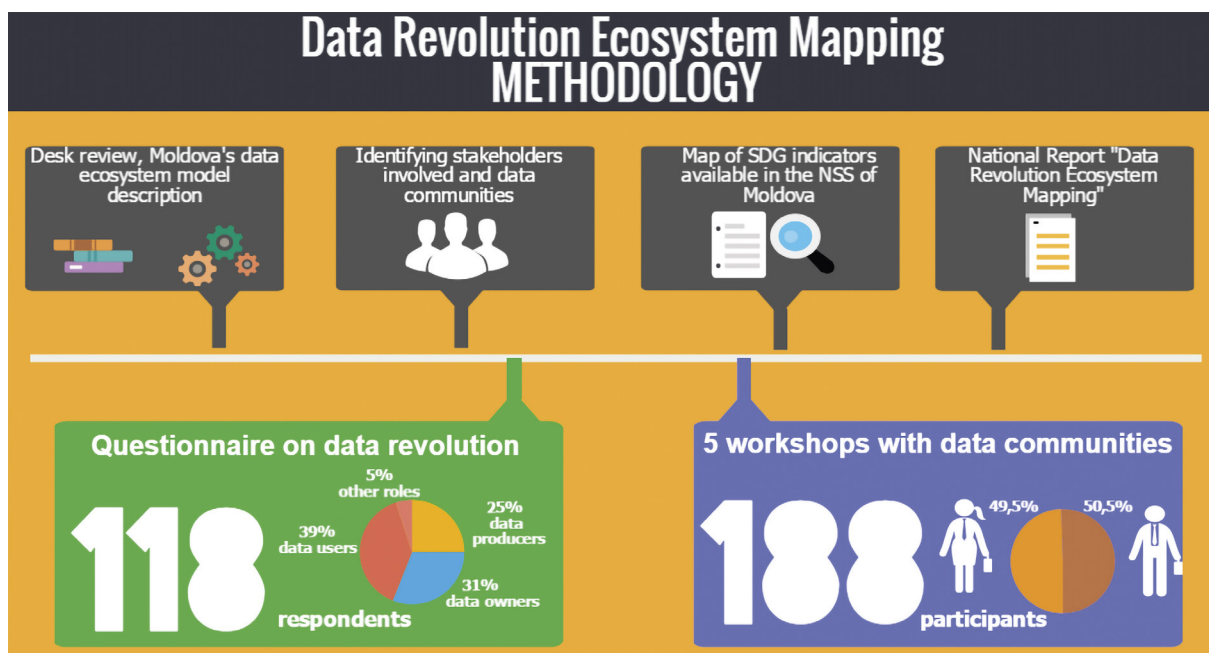 Data Revolution Ecosystem Mapping
METHODOLOGY
Desk review, Moldova's data
ecosystem model
description
Identifying stakeholders
involved and data
communities
Map of SDG indicators
available in the NSS of
Moldova
National Report "Data
Revolution Ecosystem
Mapping"
Questionnaire on data revolution
118
respondents
5%
other roles
25%
data
producers
39%
data users
31%
data owners
5 workshops with data communities
188
participants
49,5%
50,5%